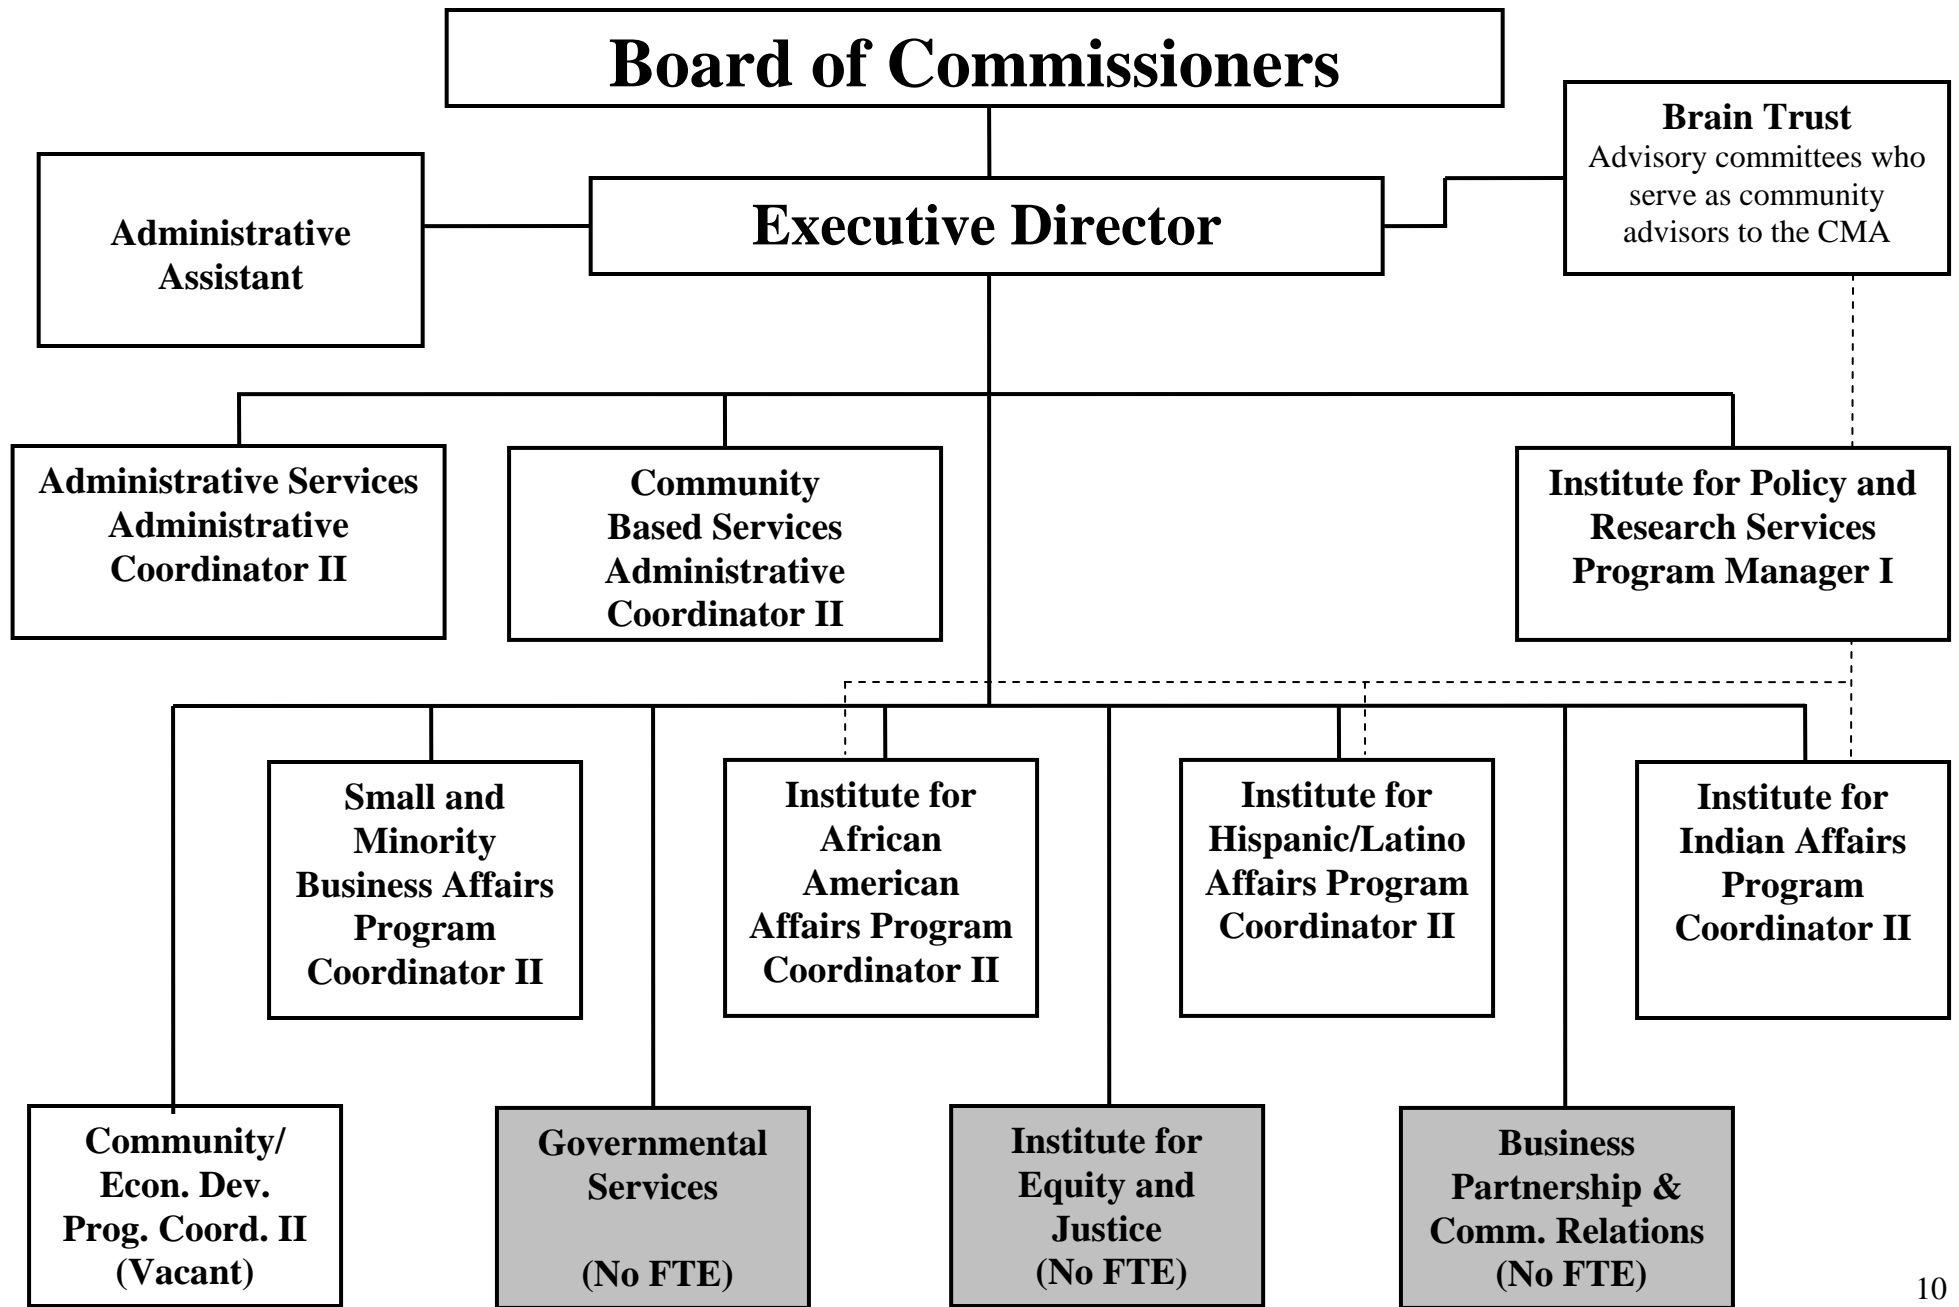 Board of Commissioners
Brain Trust
Advisory committees who
serve as community
advisors to the CMA
Administrative
Assistant
Executive Director
Administrative Services
Administrative
Coordinator II
Community
Based Services
Administrative
Coordinator II
Institute for Policy and
Research Services
Program Manager I
Small and
Minority
Business Affairs
Program
Coordinator II
Institute for
African
American
Affairs Program
Coordinator II
Institute for
Hispanic/Latino
Affairs Program
Coordinator II
Institute for
Indian Affairs
Program
Coordinator II
Community/
Econ. Dev.
Prog. Coord. II
(Vacant)
Governmental
Services
(No FTE)
Institute for
Equity and
Justice
(No FTE)
Business
Partnership &
Comm. Relations
(No FTE)
10